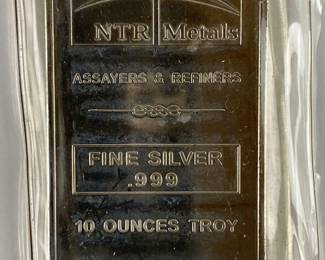 NTR Metals
ASSAYERS & REFINERS
FINE SILVER
.999
10 OUNCES TROY